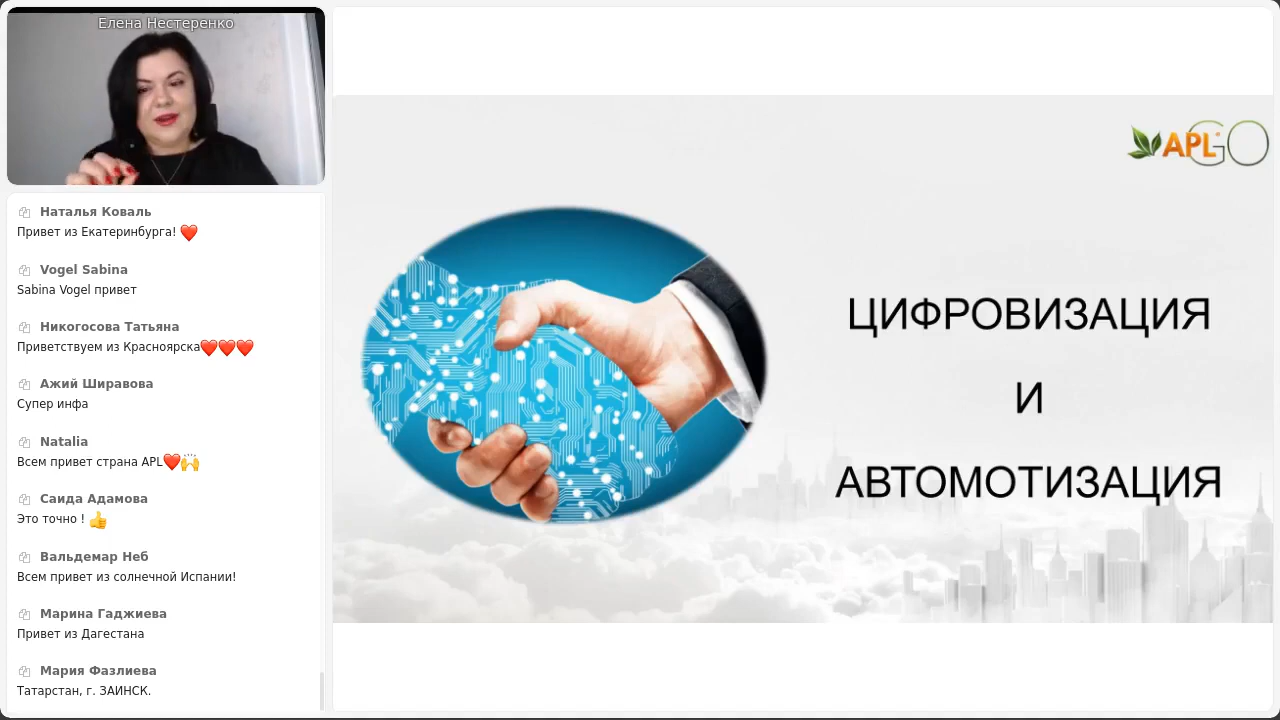 Елена Нестеренко
Наталья Коваль
Привет из Екатеринбурга! ❤️
Vogel Sabina
Sabina Vogel привет
Никогосова Татьяна
Приветствуем из Красноярска❤️❤️❤️
Ажий Ширавова
Супер инфа
Natalia
Всем привет страна APL❤️🙌
Саида Адамова
Это точно ! 👍
Вальдемар Неб
Всем привет из солнечной Испании!
Марина Гаджиева
Привет из Дагестана
Мария Фазлиева
Татарстан, г. ЗАИНСК.
APLGO
ЦИФРОВИЗАЦИЯ
И
АВТОМОТИЗАЦИЯ